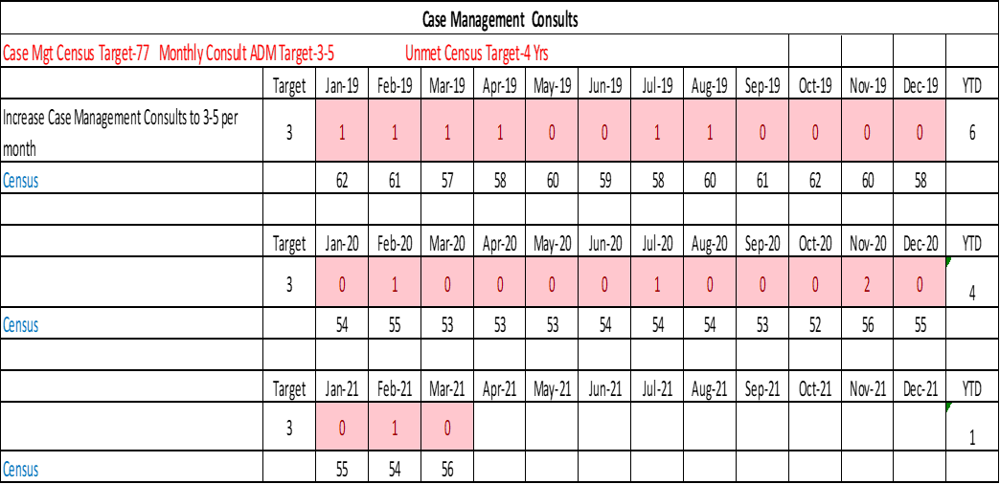 Case Management Consults
Case Mgt Census Target-77 Monthly Consult ADM Target-3-5 Unmet Census Target-4 Yrs
Target Jan-19 Feb-19 Mar-19 Apr-19 May-19 Jun-19 Jul-19 Aug-19 Sep-19 Oct-19 Nov-19 Dec-19 YTD
Increase Case Management Consults to 3-5 per
month
3 1 1 1 1 0 0 1 1 0 0 0 0 6
Census 62 61 57 58 60 59 58 60 61 62 60 58
Target Jan-20 Feb-20 Mar-20 Apr-20 May-20 Jun-20 Jul-20 Aug-20 Sep-20 Oct-20 Nov-20 Dec-20 YTD
3 0 1 0 0 0 0 1 0 0 0 2 0 4
Census 54 55 53 53 53 54 54 54 53 52 56 55
Target Jan-21 Feb-21 Mar-21 Apr-21 May-21 Jun-21 Jul-21 Aug-21 Sep-21 Oct-21 Nov-21 Dec-21 YTD
3 0 1 0 1
Census 55 54 56